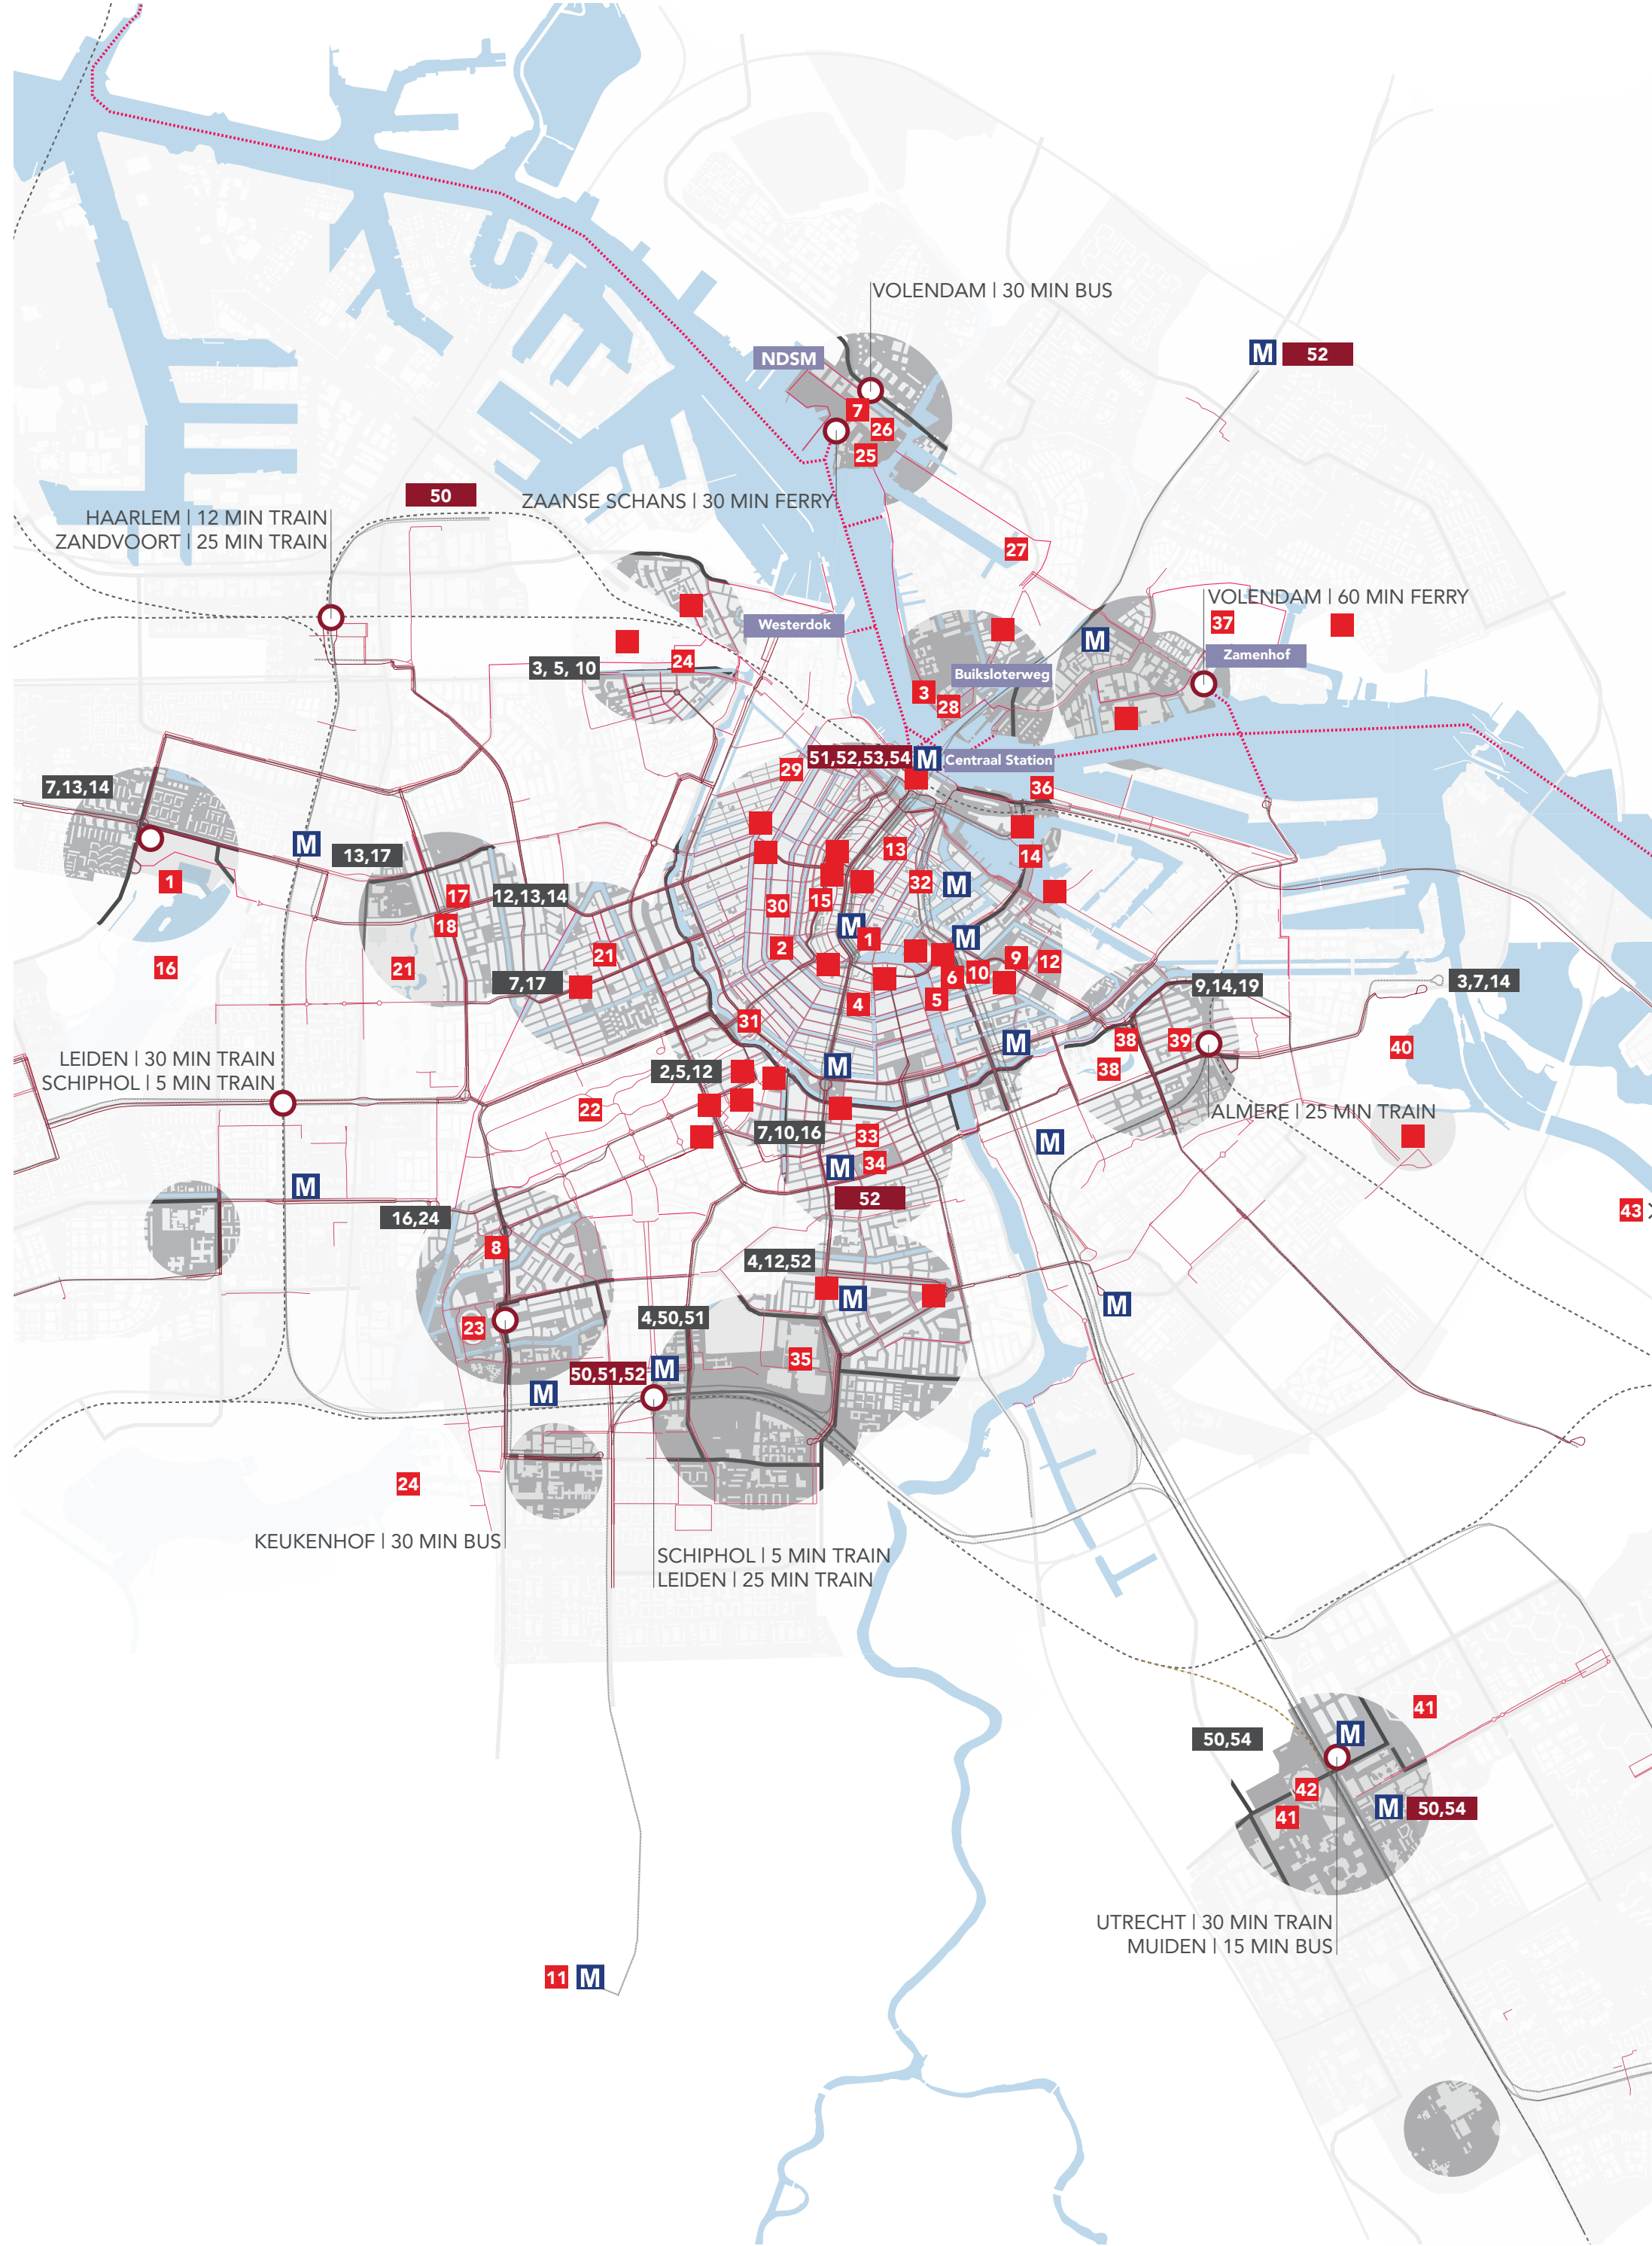 VOLENDAM | 30 MIN BUS
M 52
NDSM
7
26
25
50
ZAANSE SCHANS | 30 MIN FERRY
HAARLEM | 12 MIN TRAIN
ZANDVOORT | 25 MIN TRAIN
27
VOLENDAM | 60 MIN FERRY
37
Westerdok
M
Zamenhof
24
3, 5, 10
Buiksloterweg
3
28
51,52,53,54
M
Centraal Station
29
36
7,13,14
M
13,17
13
14
1
32
M
17
12,13,14
15
30
18
M
1
M
2
21
16
21
9
12
10
6
7,17
9,14,19
3,7,14
5
4
31
38
39
M
40
LEIDEN | 30 MIN TRAIN
SCHIPHOL | 5 MIN TRAIN
2,5,12
M
38
22
ALMERE | 25 MIN TRAIN
7,10,16
33
M
34
M
M
52
43
16,24
8
4,12,52
M
M
4,50,51
23
35
50,51,52
M
M
24
KEUKENHOF | 30 MIN BUS
SCHIPHOL | 5 MIN TRAIN
LEIDEN | 25 MIN TRAIN
41
50,54
M
42
41
M 50,54
UTRECHT | 30 MIN TRAIN
MUIDEN | 15 MIN BUS
11 M